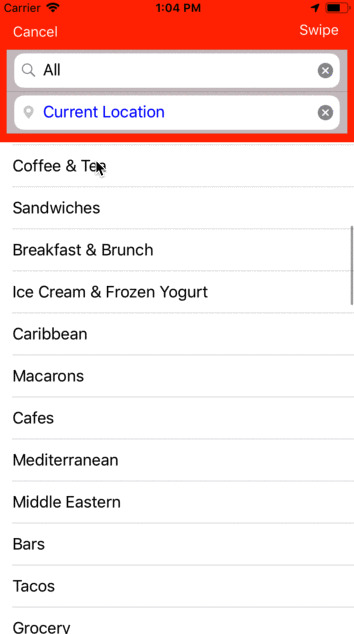 Carrier 1:04 PM
Cancel Swipe
All
Current Location
Coffee & Tea
Sandwiches
Breakfast & Brunch
Ice Cream & Frozen Yogurt
Caribbean
Macarons
Cafes
Mediterranean
Middle Eastern
Bars
Tacos
Grocery